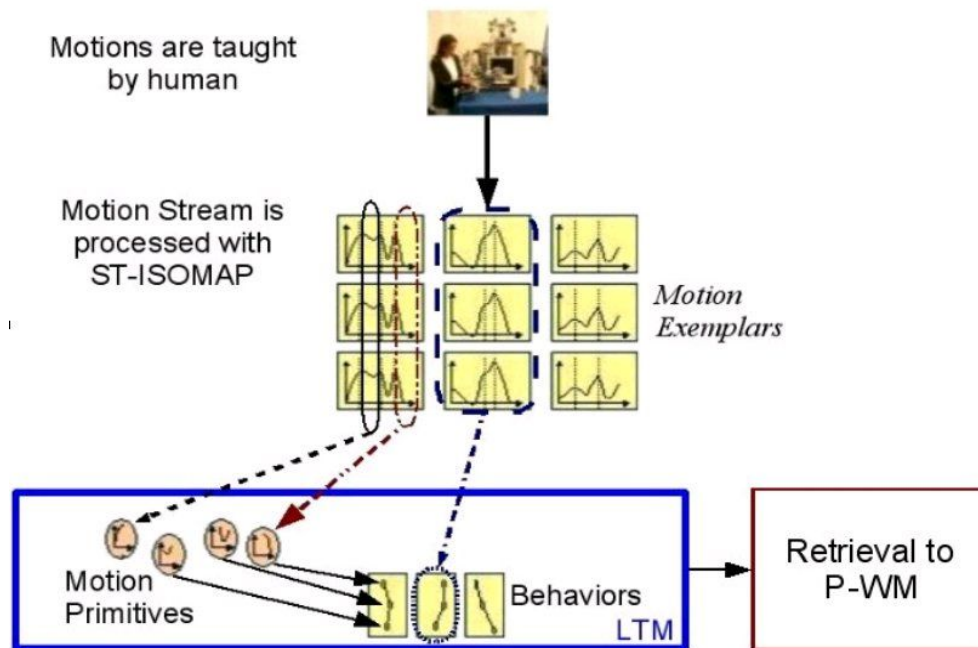 Motions are taught
by human
Motion Stream is
processed with
ST-ISOMAP
Motion
Exemplars
Motion
Primitives
Behaviors
LTM
Retrieval to
P-WM